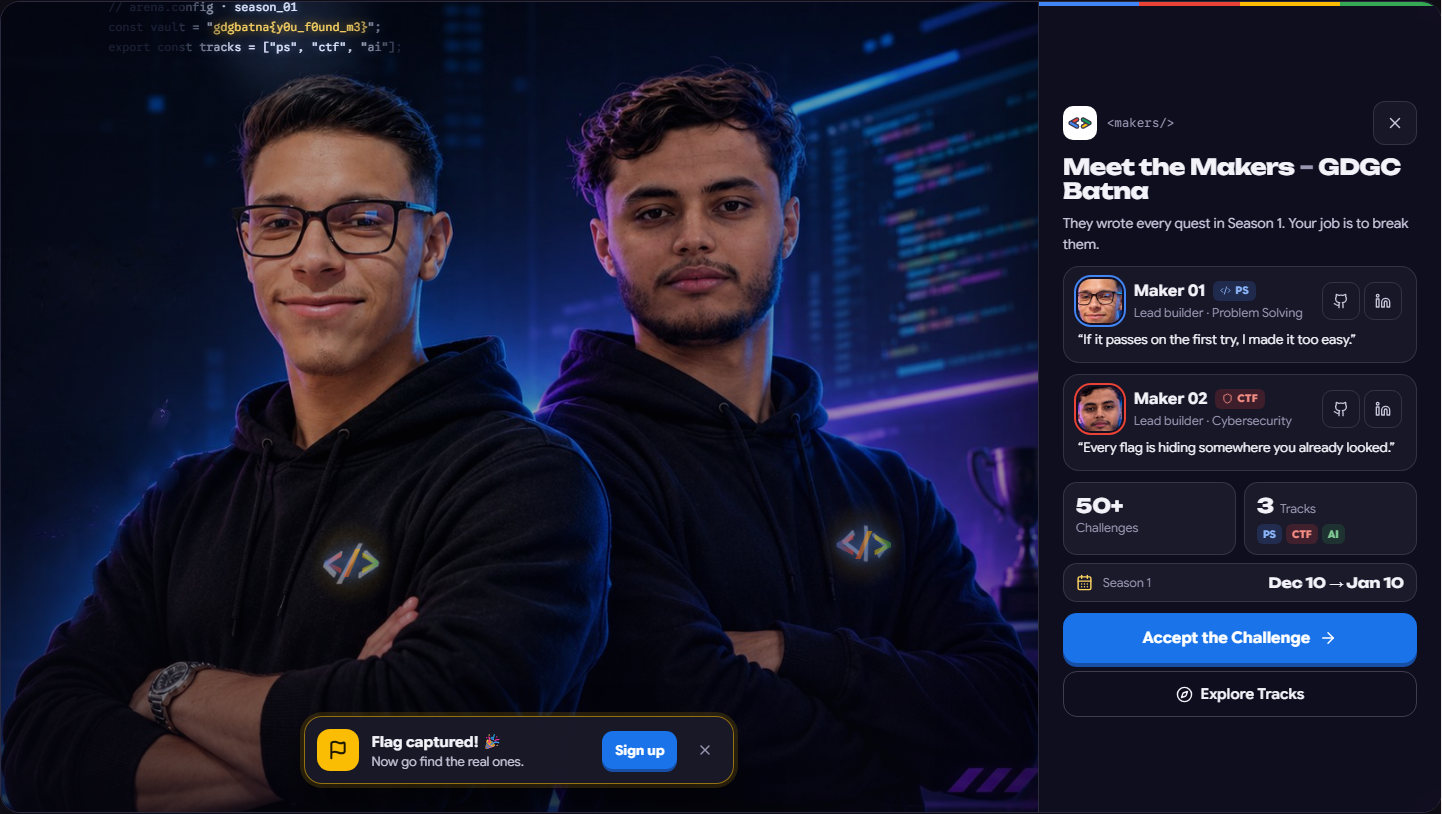 // arena.config · season_01
const vault = "gdgbatna{y0u_f0und_m3}";
export const tracks = ["ps", "ctf", "ai"];
</>
</>
Flag captured! 🎉
Now go find the real ones.
Sign up
<makers/>
Meet the Makers – GDGC
Batna
They wrote every quest in Season 1. Your job is to break
them.
Maker 01
</> PS
Lead builder · Problem Solving
“If it passes on the first try, I made it too easy.”
Maker 02
CTF
Lead builder · Cybersecurity
“Every flag is hiding somewhere you already looked.”
50+
Challenges
3 Tracks
PS CTF AI
Season 1
Dec 10 → Jan 10
Accept the Challenge →
Explore Tracks